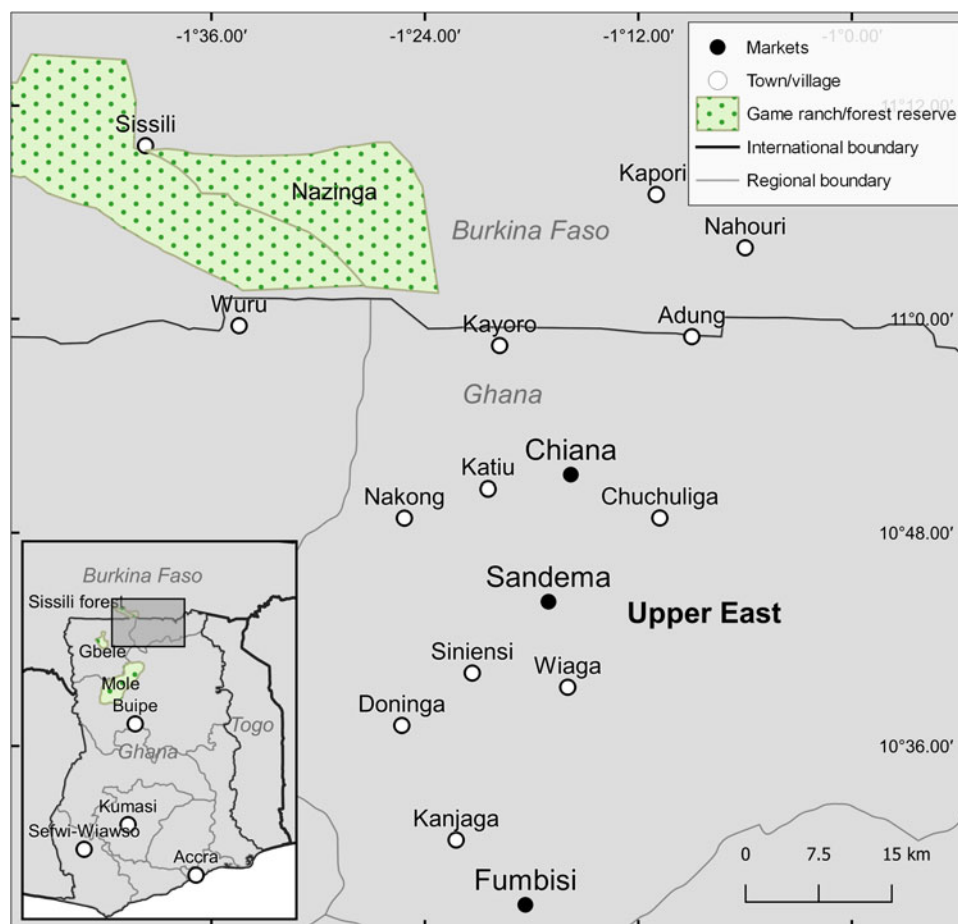 -1°36.00′
-1°24.00′
-1°12.00′
-1°0.00′
Markets
Town/village
Game ranch/forest reserve
International boundary
Regional boundary
11°12.00′
Sissili
Nazinga
Kapori
Burkina Faso
Nahouri
Wuru
Kayoro
Adung
11°0.00′
Ghana
Chiana
Katiu
Nakong
Chuchuliga
10°48.00′
Sandema
Upper East
Siniensi
Wiaga
Doninga
10°36.00′
Kanjaga
Fumbisi
0 7.5 15 km
Burkina Faso
Sissili forest
Gbele
Mole
Buipe
Togo
Ghana
Kumasi
Sefwi-Wiawso
Accra